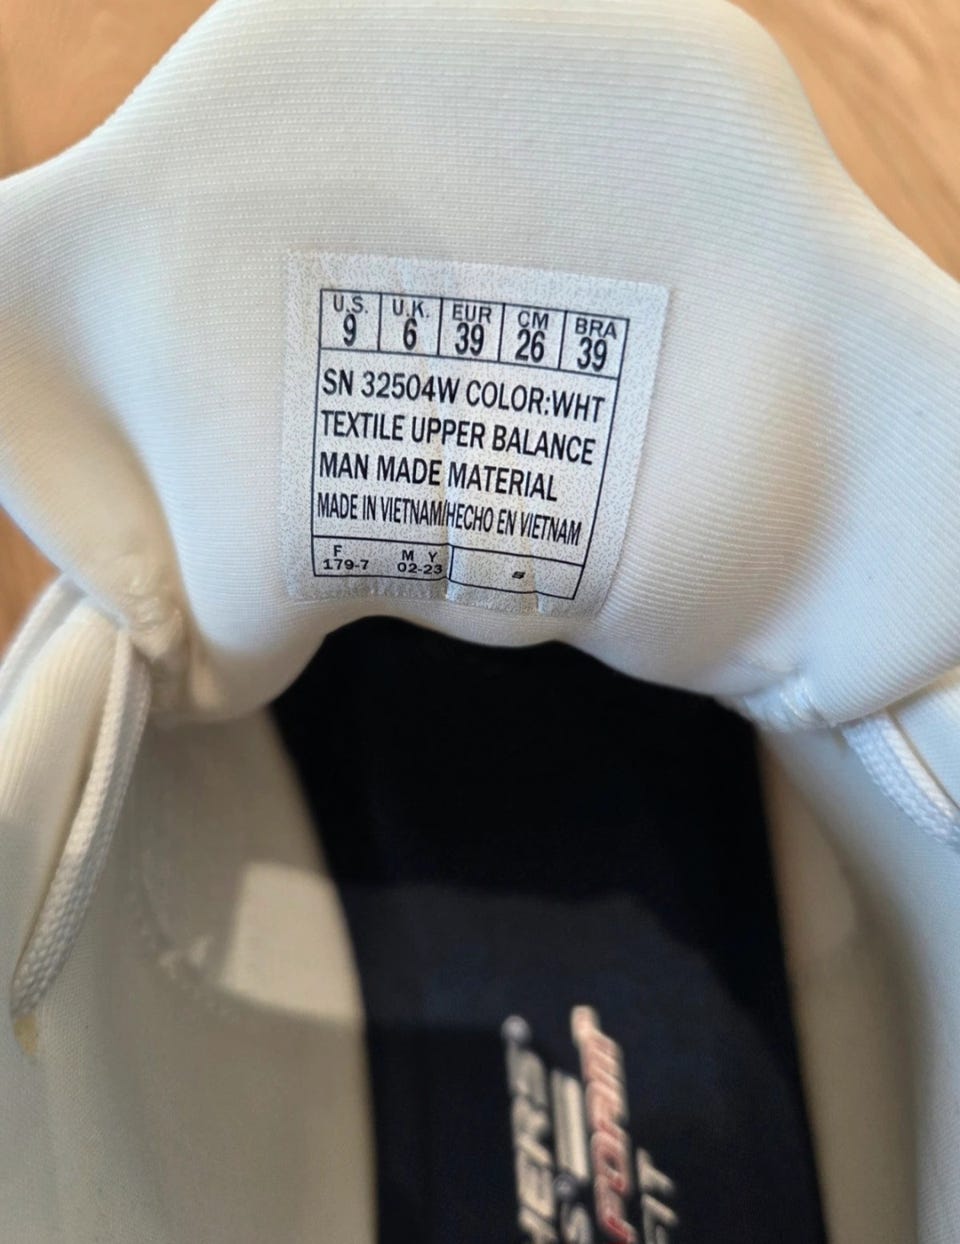 U.S. U.K. EUR CM BRA
9 6 39 26 39
SN 32504W COLOR:WHT
TEXTILE UPPER BALANCE
MAN MADE MATERIAL
MADE IN VIETNAM/HECHO EN VIETNAM
F M Y
179-7 02-23